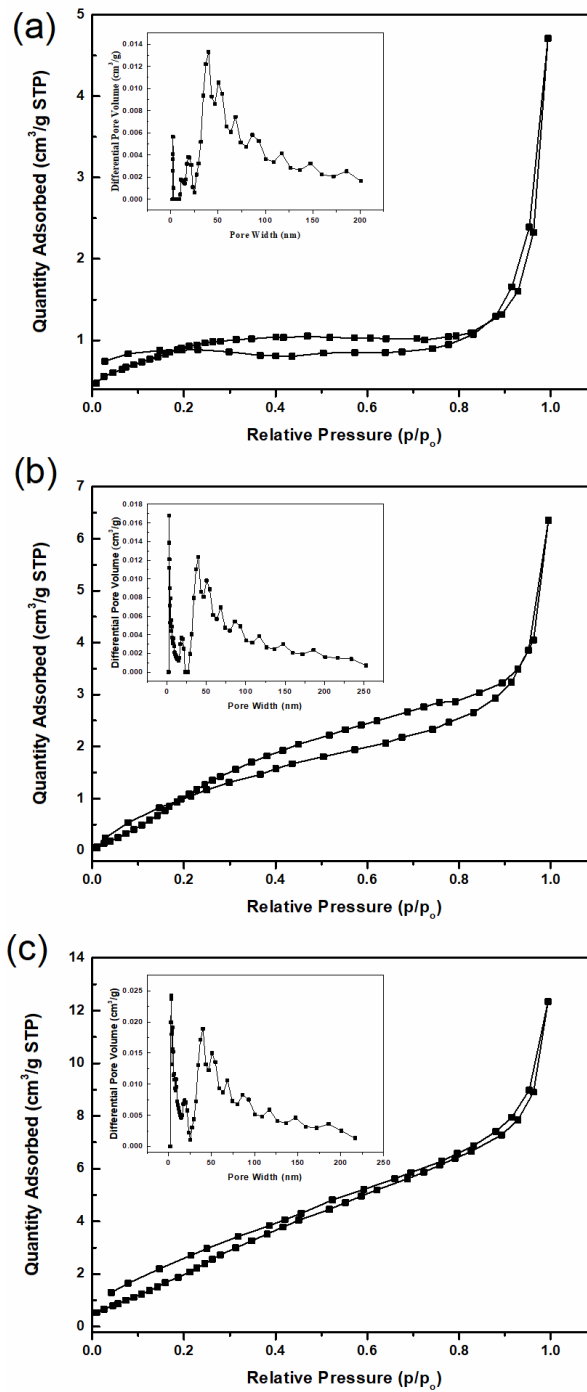 (a)
5
4
3
2
1
0.0 0.2 0.4 0.6 0.8 1.0
Quantity Adsorbed (cm³/g STP)
Relative Pressure (p/pₒ)
0.014
0.012
0.010
0.008
0.006
0.004
0.002
0.000
0 50 100 150 200
Differential Pore Volume (cm³/g)
Pore Width (nm)
(b)
7
6
5
4
3
2
1
0
0.0 0.2 0.4 0.6 0.8 1.0
Quantity Adsorbed (cm³/g STP)
Relative Pressure (p/pₒ)
0.018
0.016
0.014
0.012
0.010
0.008
0.006
0.004
0.002
0.000
0 50 100 150 200 250
Differential Pore Volume (cm³/g)
Pore Width (nm)
(c)
14
12
10
8
6
4
2
0
0.0 0.2 0.4 0.6 0.8 1.0
Quantity Adsorbed (cm³/g STP)
Relative Pressure (p/pₒ)
0.025
0.020
0.015
0.010
0.005
0.000
0 50 100 150 200 250
Differential Pore Volume (cm³/g)
Pore Width (nm)